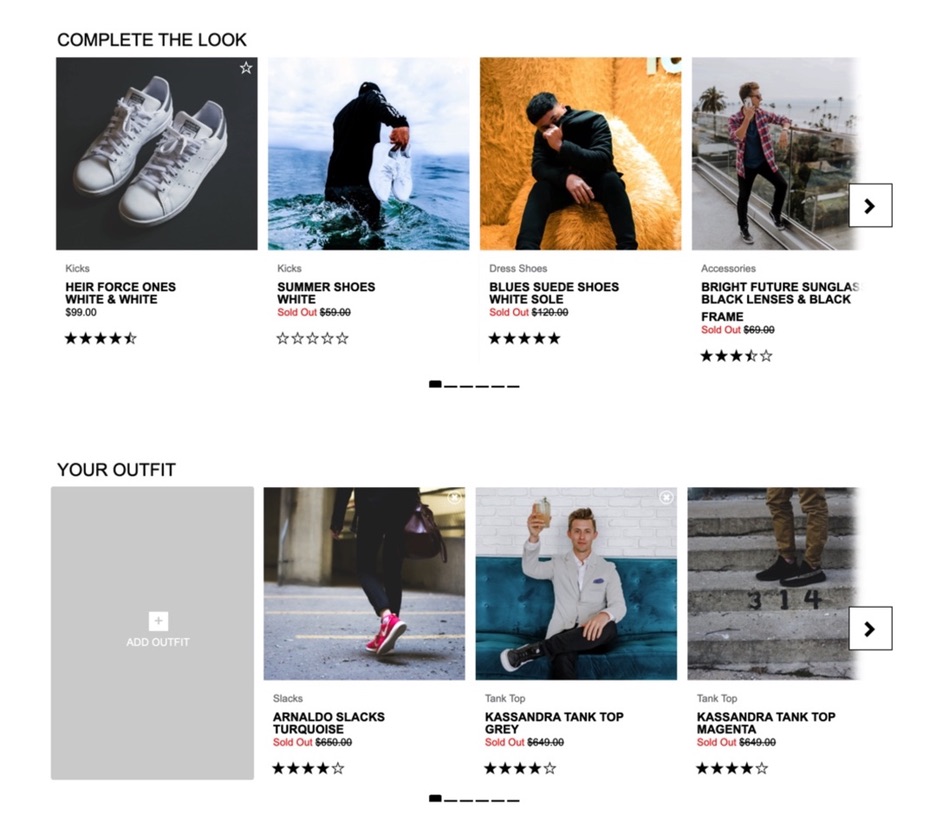 COMPLETE THE LOOK
Kicks
HEIR FORCE ONES
WHITE & WHITE
$99.00
Kicks
SUMMER SHOES
WHITE
Sold Out $59.00
Dress Shoes
BLUES SUEDE SHOES
WHITE SOLE
Sold Out $120.00
Accessories
BRIGHT FUTURE SUNGLAS
BLACK LENSES & BLACK
FRAME
Sold Out $69.00
YOUR OUTFIT
ADD OUTFIT
Slacks
ARNALDO SLACKS
TURQUOISE
Sold Out $650.00
Tank Top
KASSANDRA TANK TOP
GREY
Sold Out $649.00
314
Tank Top
KASSANDRA TANK TOP
MAGENTA
Sold Out $649.00